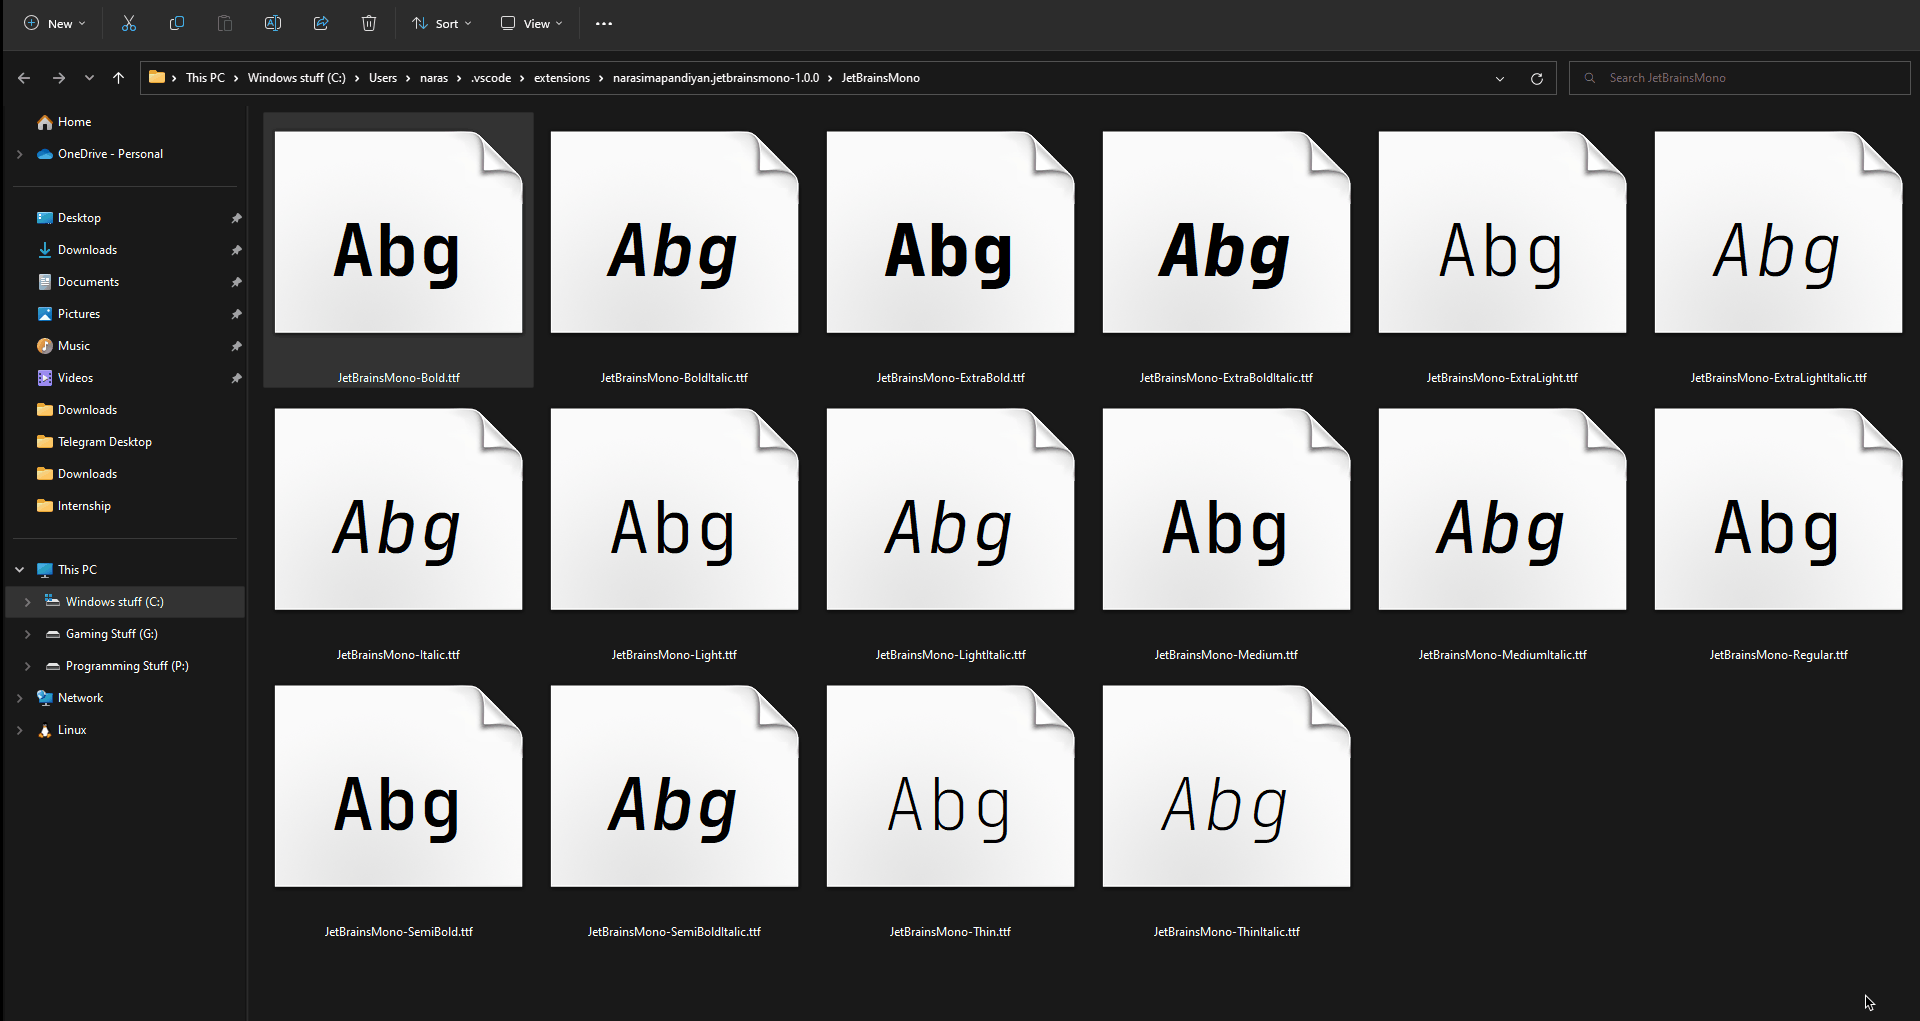 New
Sort
View
This PC > Windows stuff (C:) > Users > naras > .vscode > extensions > narasimapandiyan.jetbrainsmono-1.0.0 > JetBrainsMono
Search JetBrainsMono
Home
OneDrive - Personal
Desktop
Downloads
Documents
Pictures
Music
Videos
Downloads
Telegram Desktop
Downloads
Internship
This PC
Windows stuff (C:)
Gaming Stuff (G:)
Programming Stuff (P:)
Network
Linux
Abg Abg Abg Abg Abg Abg
JetBrainsMono-Bold.ttf JetBrainsMono-BoldItalic.ttf JetBrainsMono-ExtraBold.ttf JetBrainsMono-ExtraBoldItalic.ttf JetBrainsMono-ExtraLight.ttf JetBrainsMono-ExtraLightItalic.ttf
Abg Abg Abg Abg Abg Abg
JetBrainsMono-Italic.ttf JetBrainsMono-Light.ttf JetBrainsMono-LightItalic.ttf JetBrainsMono-Medium.ttf JetBrainsMono-MediumItalic.ttf JetBrainsMono-Regular.ttf
Abg Abg Abg Abg
JetBrainsMono-SemiBold.ttf JetBrainsMono-SemiBoldItalic.ttf JetBrainsMono-Thin.ttf JetBrainsMono-ThinItalic.ttf